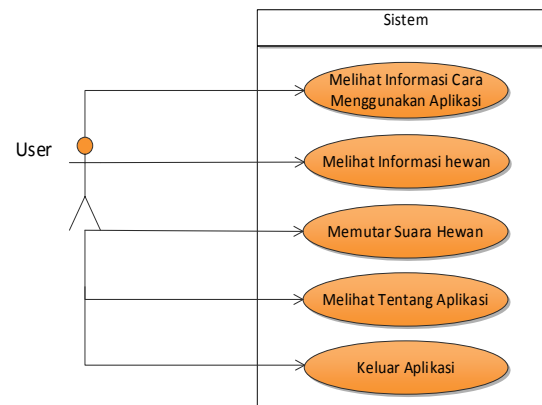 Sistem
Melihat Informasi Cara
Menggunakan Aplikasi
User
Melihat Informasi hewan
Memutar Suara Hewan
Melihat Tentang Aplikasi
Keluar Aplikasi